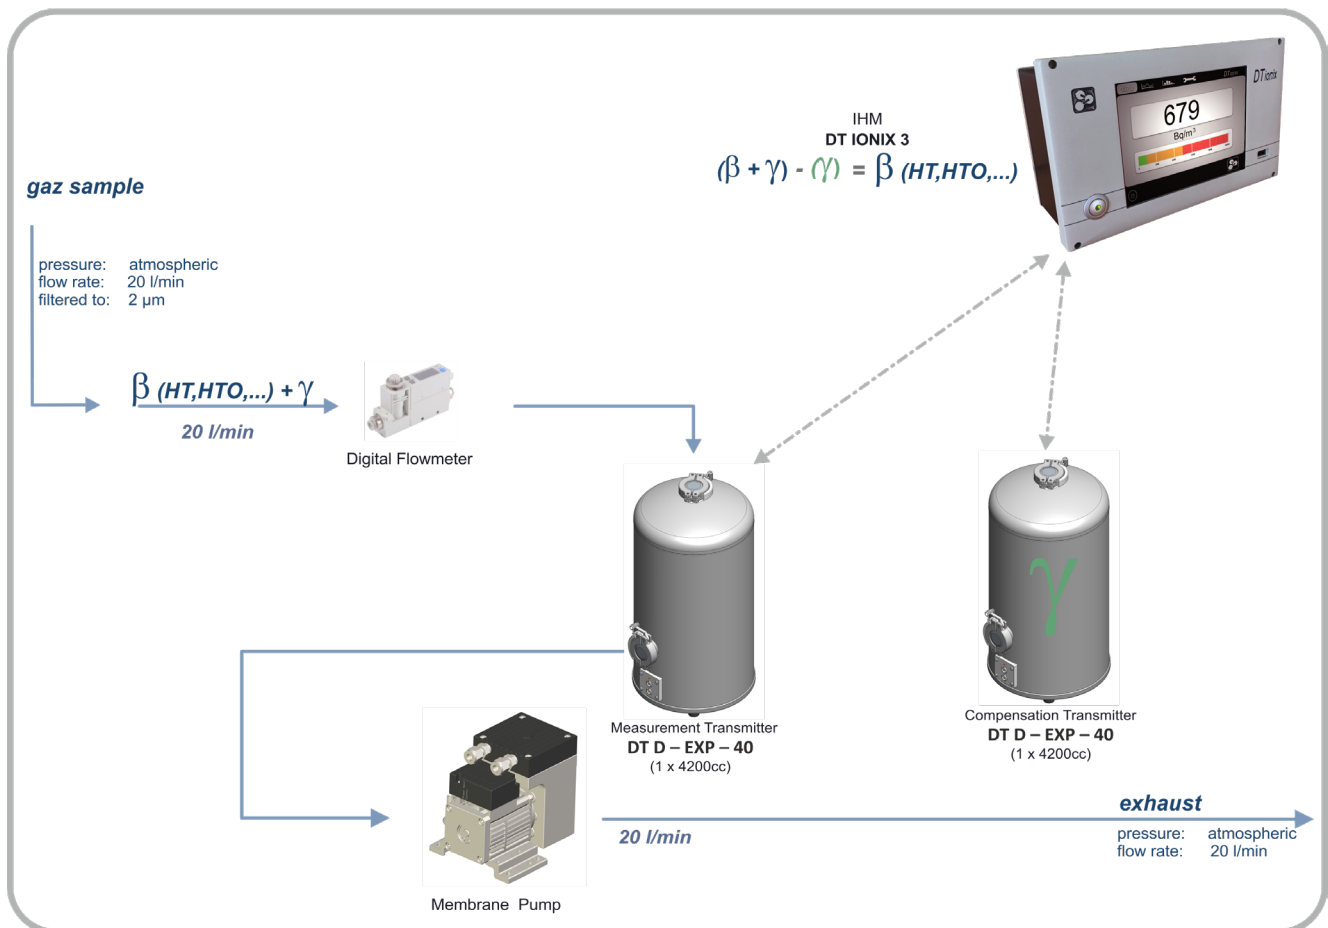 IHM
DT IONIX 3
(β + γ) - (γ) = β (HT,HTO,...)
DTionix
679
Bq/m³
gaz sample
pressure: atmospheric
flow rate: 20 l/min
filtered to: 2 µm
β (HT,HTO,...) + γ
20 l/min
Digital Flowmeter
γ
Measurement Transmitter
DT D – EXP – 40
(1 x 4200cc)
Compensation Transmitter
DT D – EXP – 40
(1 x 4200cc)
exhaust
pressure: atmospheric
flow rate: 20 l/min
20 l/min
Membrane Pump